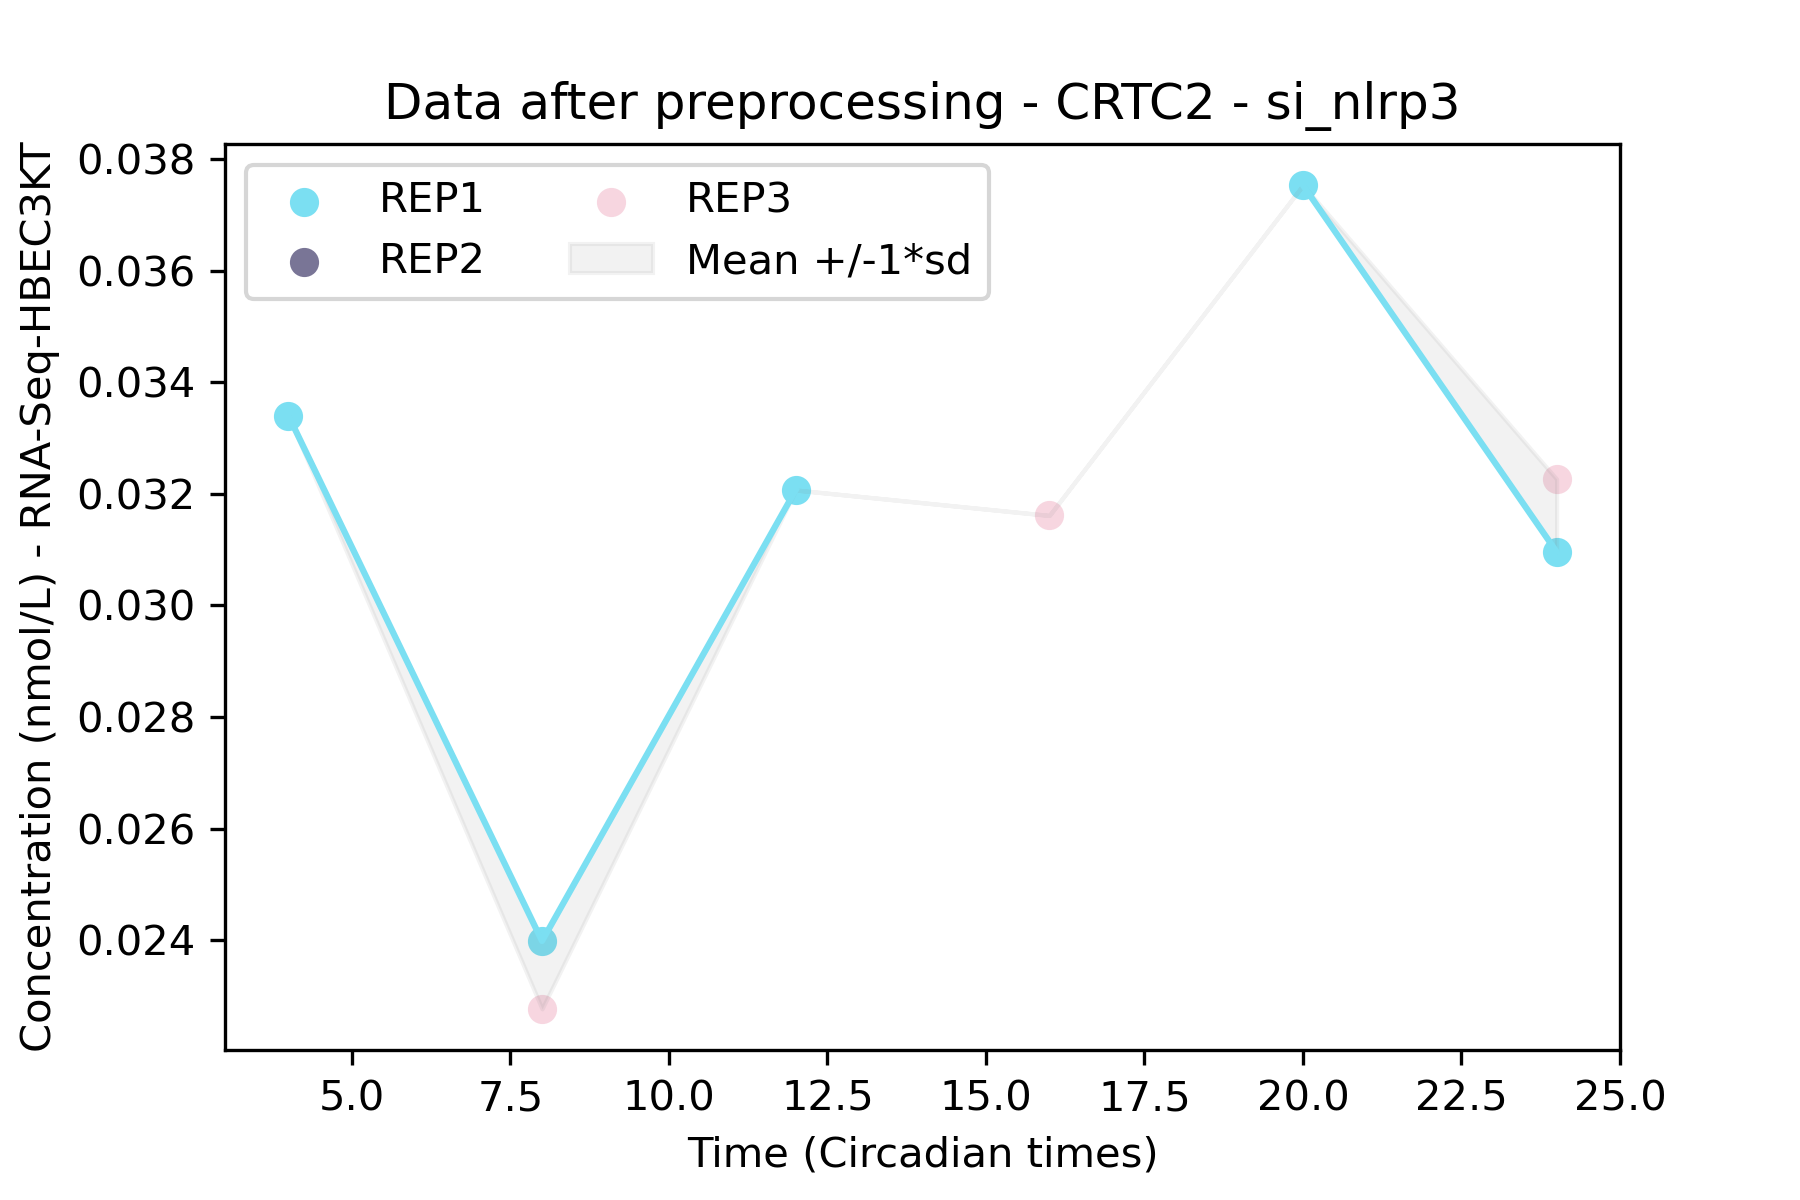 Data after preprocessing - CRTC2 - si_nlrp3
Concentration (nmol/L) - RNA-Seq-HBEC3KT
0.038
0.036
0.034
0.032
0.030
0.028
0.026
0.024
REP1
REP2
REP3
Mean +/-1*sd
5.0
7.5
10.0
12.5
15.0
17.5
20.0
22.5
25.0
Time (Circadian times)